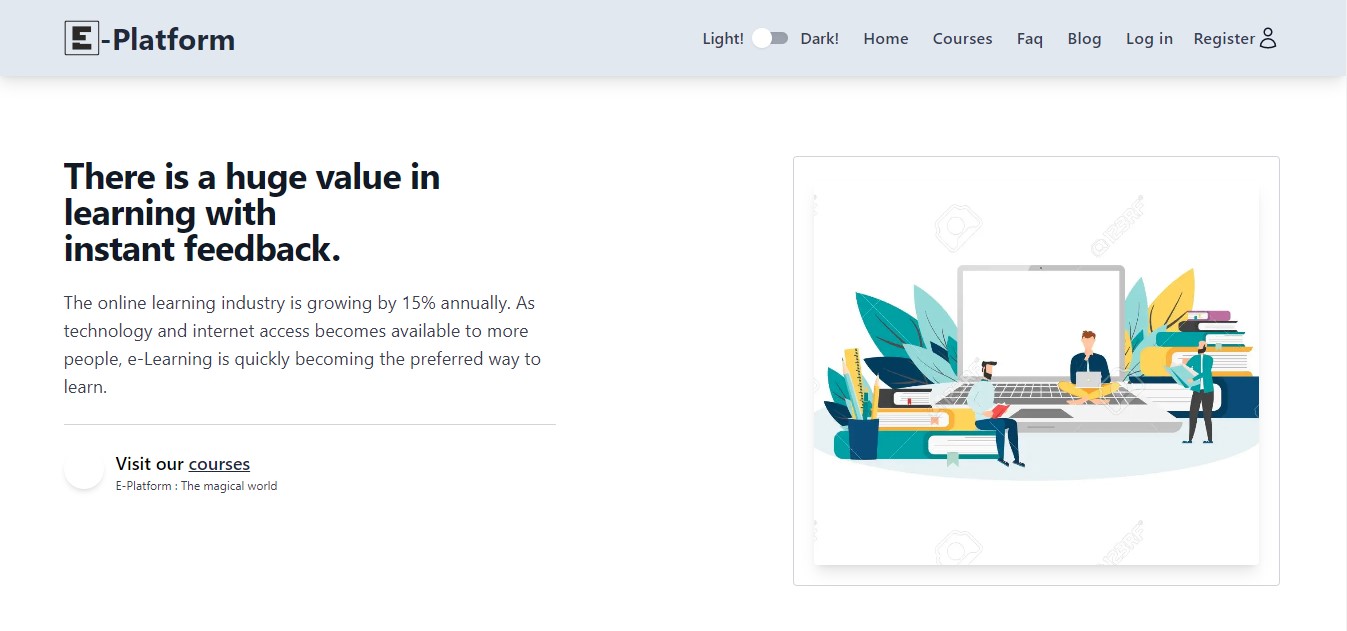 E-Platform
Light! Dark! Home Courses Faq Blog Log in Register
There is a huge value in
learning with
instant feedback.
The online learning industry is growing by 15% annually. As
technology and internet access becomes available to more
people, e-Learning is quickly becoming the preferred way to
learn.
Visit our courses
E-Platform : The magical world
123RF
123RF